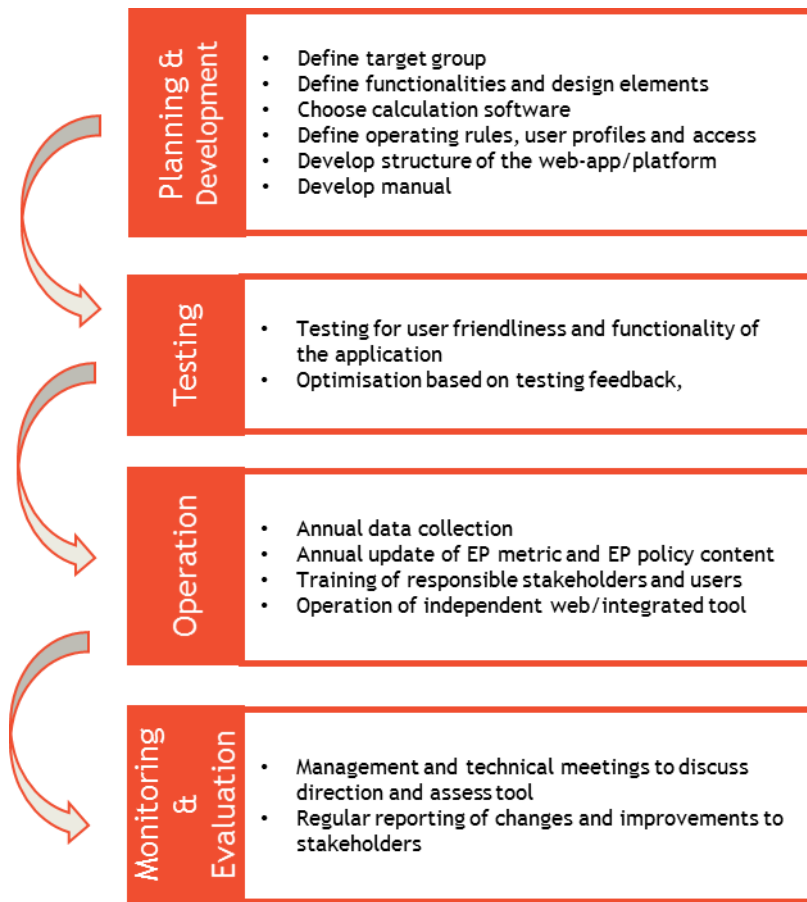 Planning &
Development
• Define target group
• Define functionalities and design elements
• Choose calculation software
• Define operating rules, user profiles and access
• Develop structure of the web-app/platform
• Develop manual
Testing
• Testing for user friendliness and functionality of
the application
• Optimisation based on testing feedback,
Operation
• Annual data collection
• Annual update of EP metric and EP policy content
• Training of responsible stakeholders and users
• Operation of independent web/integrated tool
Monitoring
&
Evaluation
• Management and technical meetings to discuss
direction and assess tool
• Regular reporting of changes and improvements to
stakeholders